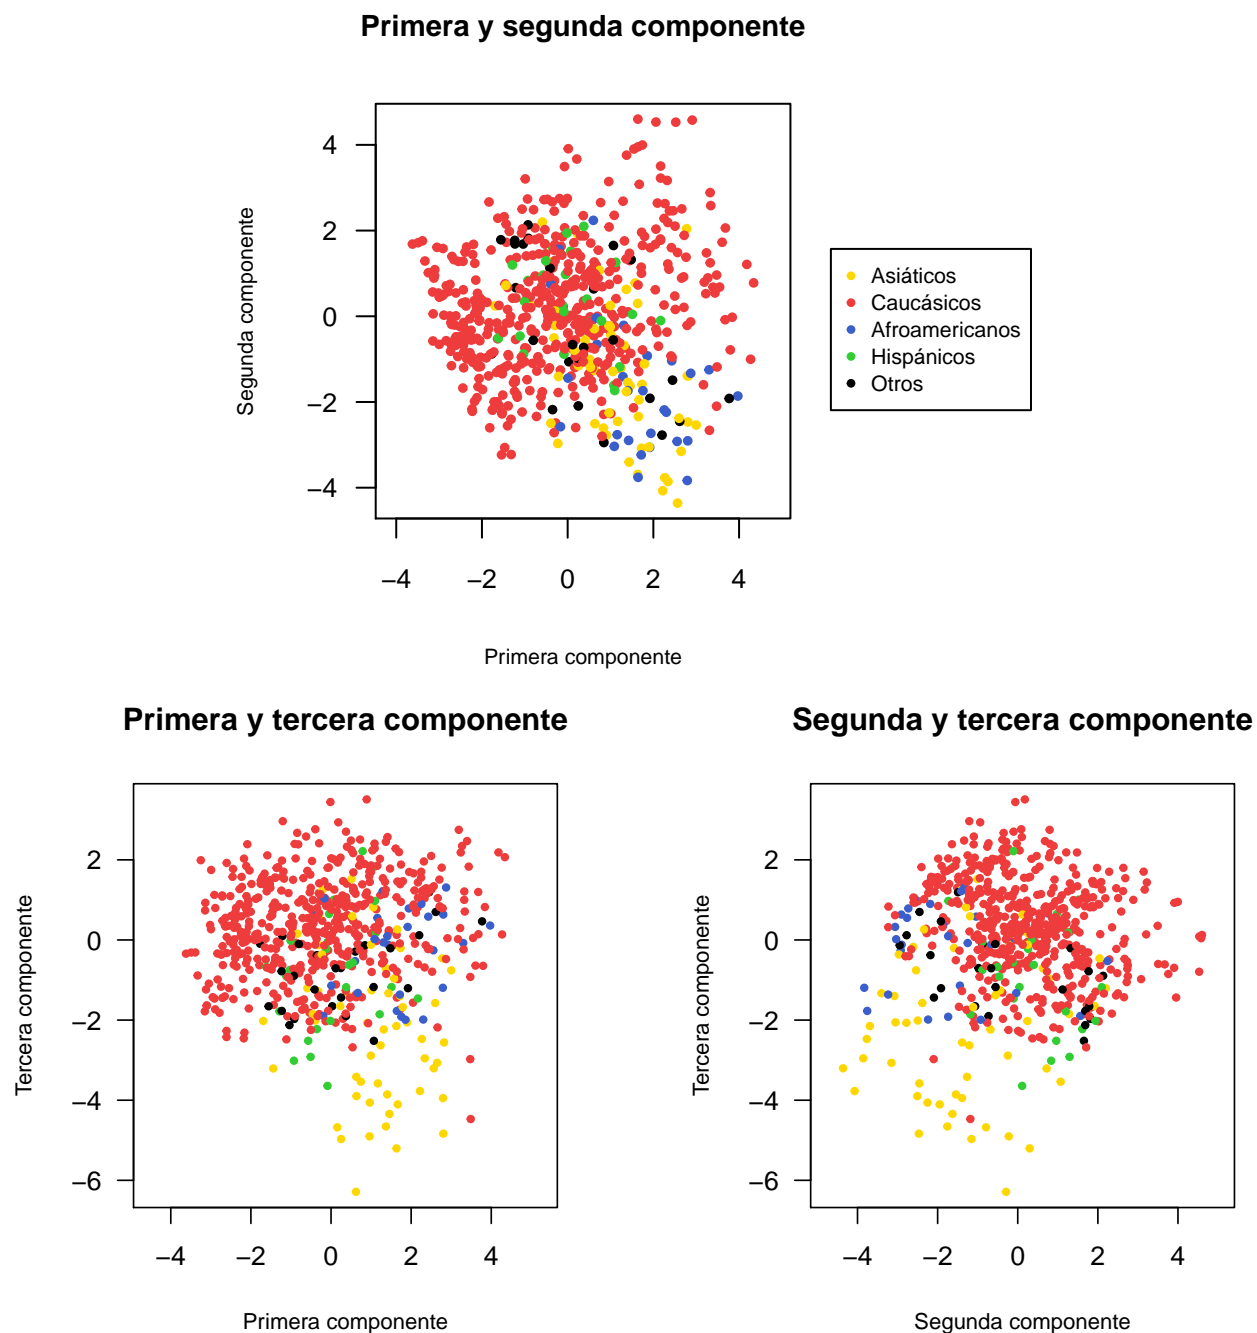 Primera y segunda componente
Segunda componente
4
2
0
−2
−4
−4 −2 0 2 4
Primera componente
Asiáticos
Caucásicos
Afroamericanos
Hispánicos
Otros
Primera y tercera componente
Tercera componente
2
0
−2
−4
−6
−4 −2 0 2 4
Primera componente
Segunda y tercera componente
Tercera componente
2
0
−2
−4
−6
−4 −2 0 2 4
Segunda componente